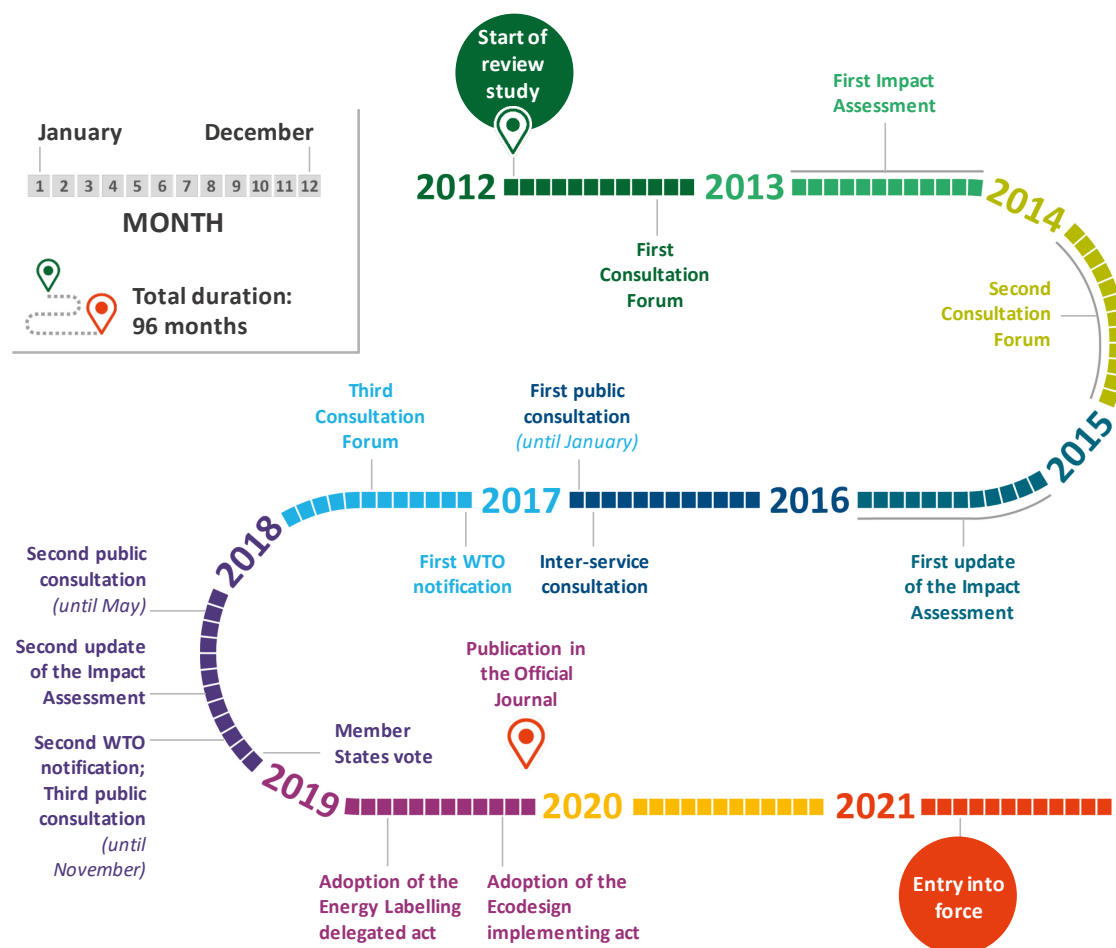 Start of
review
study
First Impact
Assessment
January
December
1 2 3 4 5 6 7 8 9 10 11 12
MONTH
Total duration:
96 months
2012
2013
2014
First
Consultation
Forum
Second
Consultation
Forum
2015
First update
of the Impact
Assessment
2016
First public
consultation
(until January)
Inter-service
consultation
2017
Third
Consultation
Forum
First WTO
notification
2018
Second public
consultation
(until May)
Second update
of the Impact
Assessment
Second WTO
notification;
Third public
consultation
(until
November)
Member
States vote
2019
Publication in
the Official
Journal
Adoption of the
Energy Labelling
delegated act
Adoption of the
Ecodesign
implementing act
2020
2021
Entry into
force